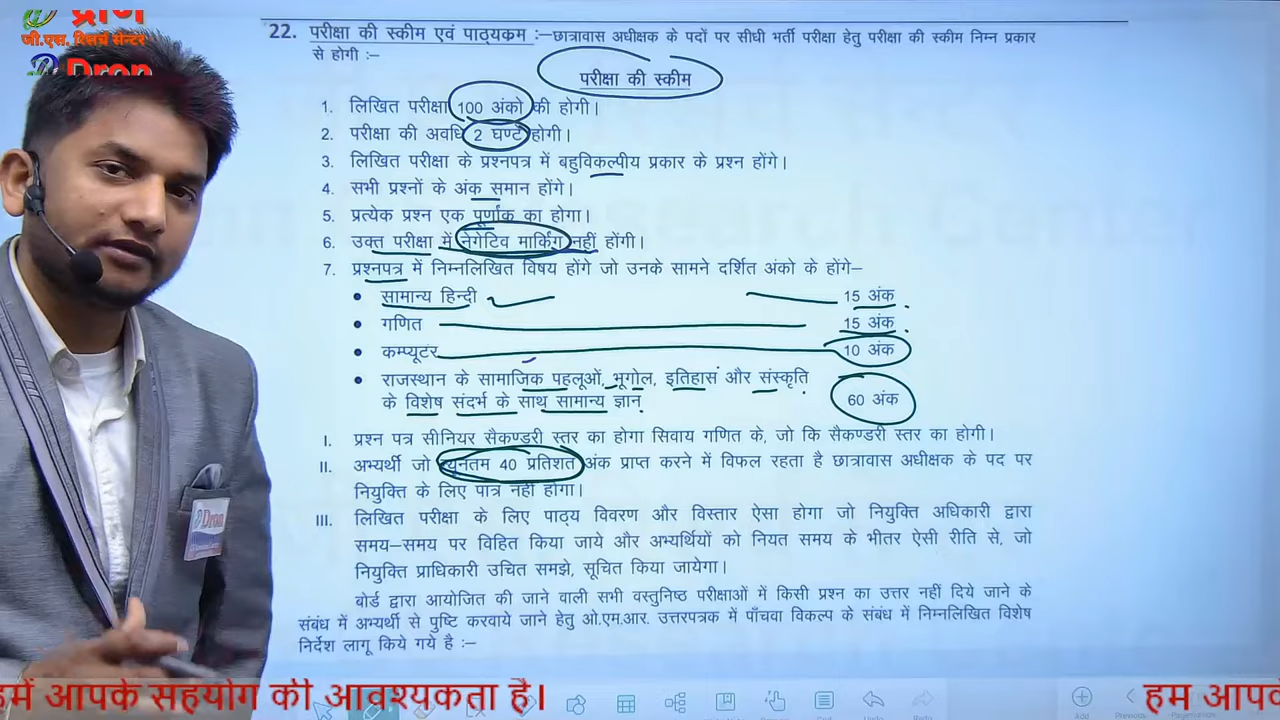 प्राण
जी.एस. रिसर्च सेन्टर
Dron
22. परीक्षा की स्कीम एवं पाठ्यक्रम :–छात्रावास अधीक्षक के पदों पर सीधी भर्ती परीक्षा हेतु परीक्षा की स्कीम निम्न प्रकार
से होगी :–
परीक्षा की स्कीम
1. लिखित परीक्षा 100 अंको की होगी।
2. परीक्षा की अवधि 2 घण्टे होगी।
3. लिखित परीक्षा के प्रश्नपत्र में बहुविकल्पीय प्रकार के प्रश्न होंगे।
4. सभी प्रश्नों के अंक समान होंगे।
5. प्रत्येक प्रश्न एक पूर्णांक का होगा।
6. उक्त परीक्षा में नेगेटिव मार्किंग नहीं होंगी।
7. प्रश्नपत्र में निम्नलिखित विषय होंगे जो उनके सामने दर्शित अंको के होंगे–
• सामान्य हिन्दी 15 अंक
• गणित 15 अंक
• कम्प्यूटर 10 अंक
• राजस्थान के सामाजिक पहलूओं, भूगोल, इतिहास और संस्कृति
के विशेष संदर्भ के साथ सामान्य ज्ञान 60 अंक
I. प्रश्न पत्र सीनियर सैकण्डरी स्तर का होगा सिवाय गणित के, जो कि सैकण्डरी स्तर का होगी।
II. अभ्यर्थी जो न्यूनतम 40 प्रतिशत अंक प्राप्त करने में विफल रहता है छात्रावास अधीक्षक के पद पर
नियुक्ति के लिए पात्र नहीं होगा।
III. लिखित परीक्षा के लिए पाठ्य विवरण और विस्तार ऐसा होगा जो नियुक्ति अधिकारी द्वारा
समय–समय पर विहित किया जाये और अभ्यर्थियों को नियत समय के भीतर ऐसी रीति से, जो
नियुक्ति प्राधिकारी उचित समझे, सूचित किया जायेगा।
बोर्ड द्वारा आयोजित की जाने वाली सभी वस्तुनिष्ठ परीक्षाओं में किसी प्रश्न का उत्तर नहीं दिये जाने के
संबंध में अभ्यर्थी से पुष्टि करवाये जाने हेतु ओ.एम.आर. उत्तरपत्रक में पाँचवा विकल्प के संबंध में निम्नलिखित विशेष
निर्देश लागू किये गये है :–
Dron
हमें आपके सहयोग की आवश्यकता है। हम